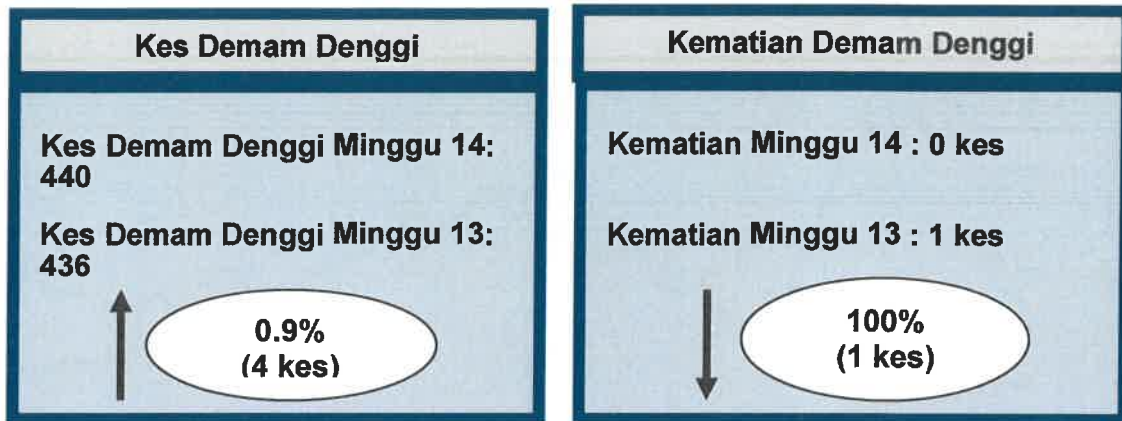 Kes Demam Denggi
Kes Demam Denggi Minggu 14:
440
Kes Demam Denggi Minggu 13:
436
0.9%
(4 kes)
Kematian Demam Denggi
Kematian Minggu 14 : 0 kes
Kematian Minggu 13 : 1 kes
100%
(1 kes)